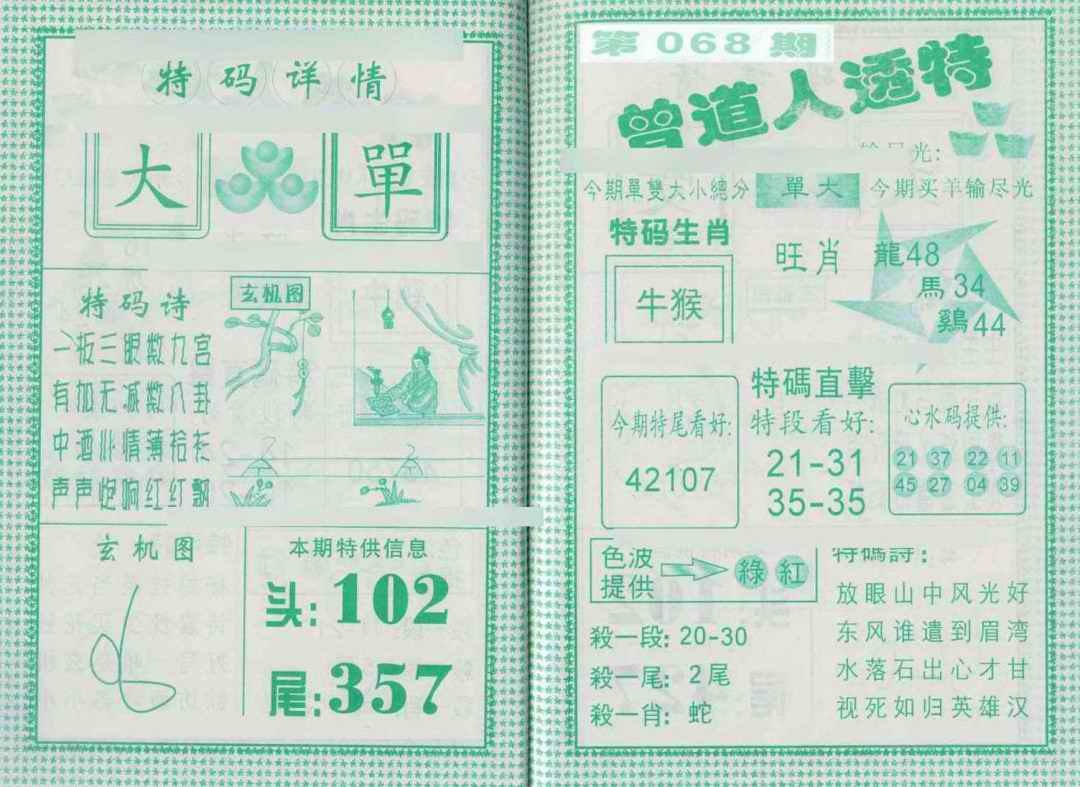 特码详情
大 單
特码诗
一板三眼数九宫
有加无减数八卦
中酒心情薄拾衫
声声炮响红红飘
玄机图
玄机图
本期特供信息
头:102
尾:357
第068期
曾道人透特
光:
今期單雙大小總分 單大 今期买羊输尽光
特码生肖
牛猴
旺肖
龍48
馬34
鷄44
今期特尾看好:
42107
特碼直擊
特段看好:
21-31
35-35
心水码提供:
21 37 22 11
45 27 04 39
色波
提供
綠 紅
殺一段: 20-30
殺一尾: 2尾
殺一肖: 蛇
特碼詩:
放眼山中风光好
东风谁遣到眉湾
水落石出心才甘
视死如归英雄汉